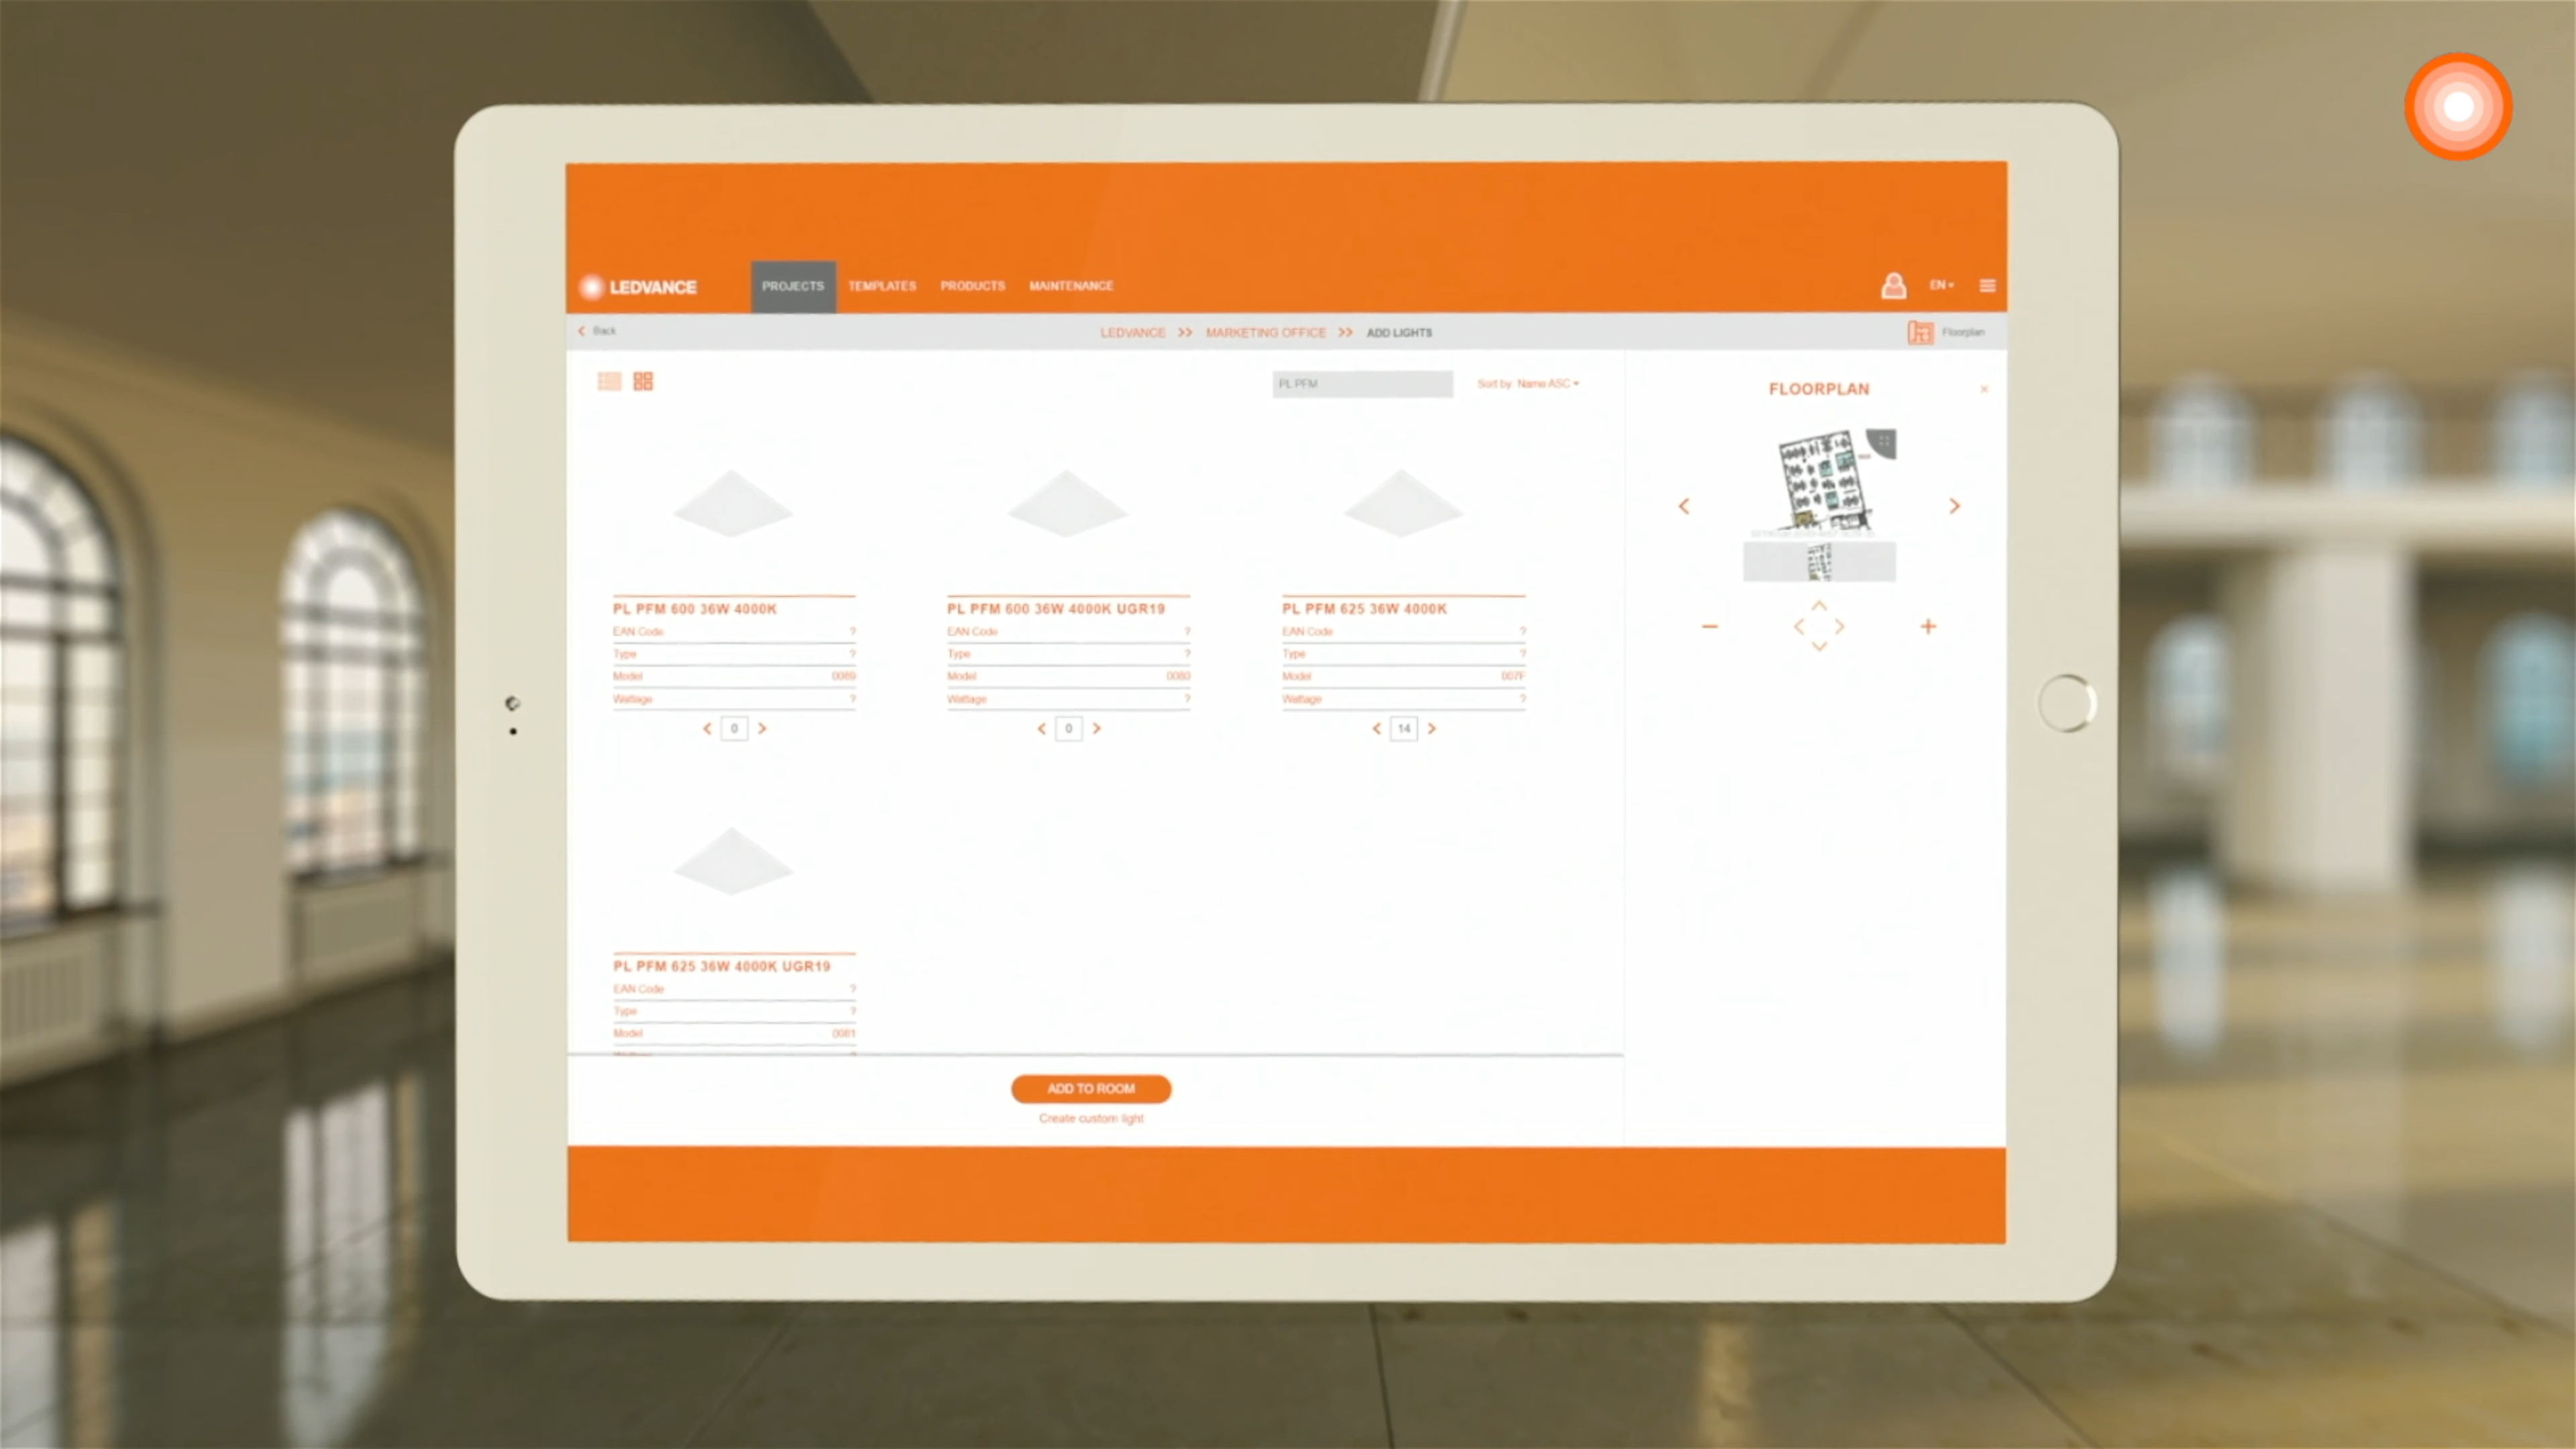 LEDVANCE
PROJECTS TEMPLATES PRODUCTS MAINTENANCE
EN
Back
LEDVANCE >> MARKETING OFFICE >> ADD LIGHTS
Floorplan
PL PFM
Sort by: Name ASC
FLOORPLAN
PL PFM 600 36W 4000K
EAN Code ?
Type ?
Model 0089
Wattage ?
0
PL PFM 600 36W 4000K UGR19
EAN Code ?
Type ?
Model 0080
Wattage ?
0
PL PFM 625 36W 4000K
EAN Code ?
Type ?
Model 007F
Wattage ?
14
PL PFM 625 36W 4000K UGR19
EAN Code ?
Type ?
Model 0081
ADD TO ROOM
Create custom light